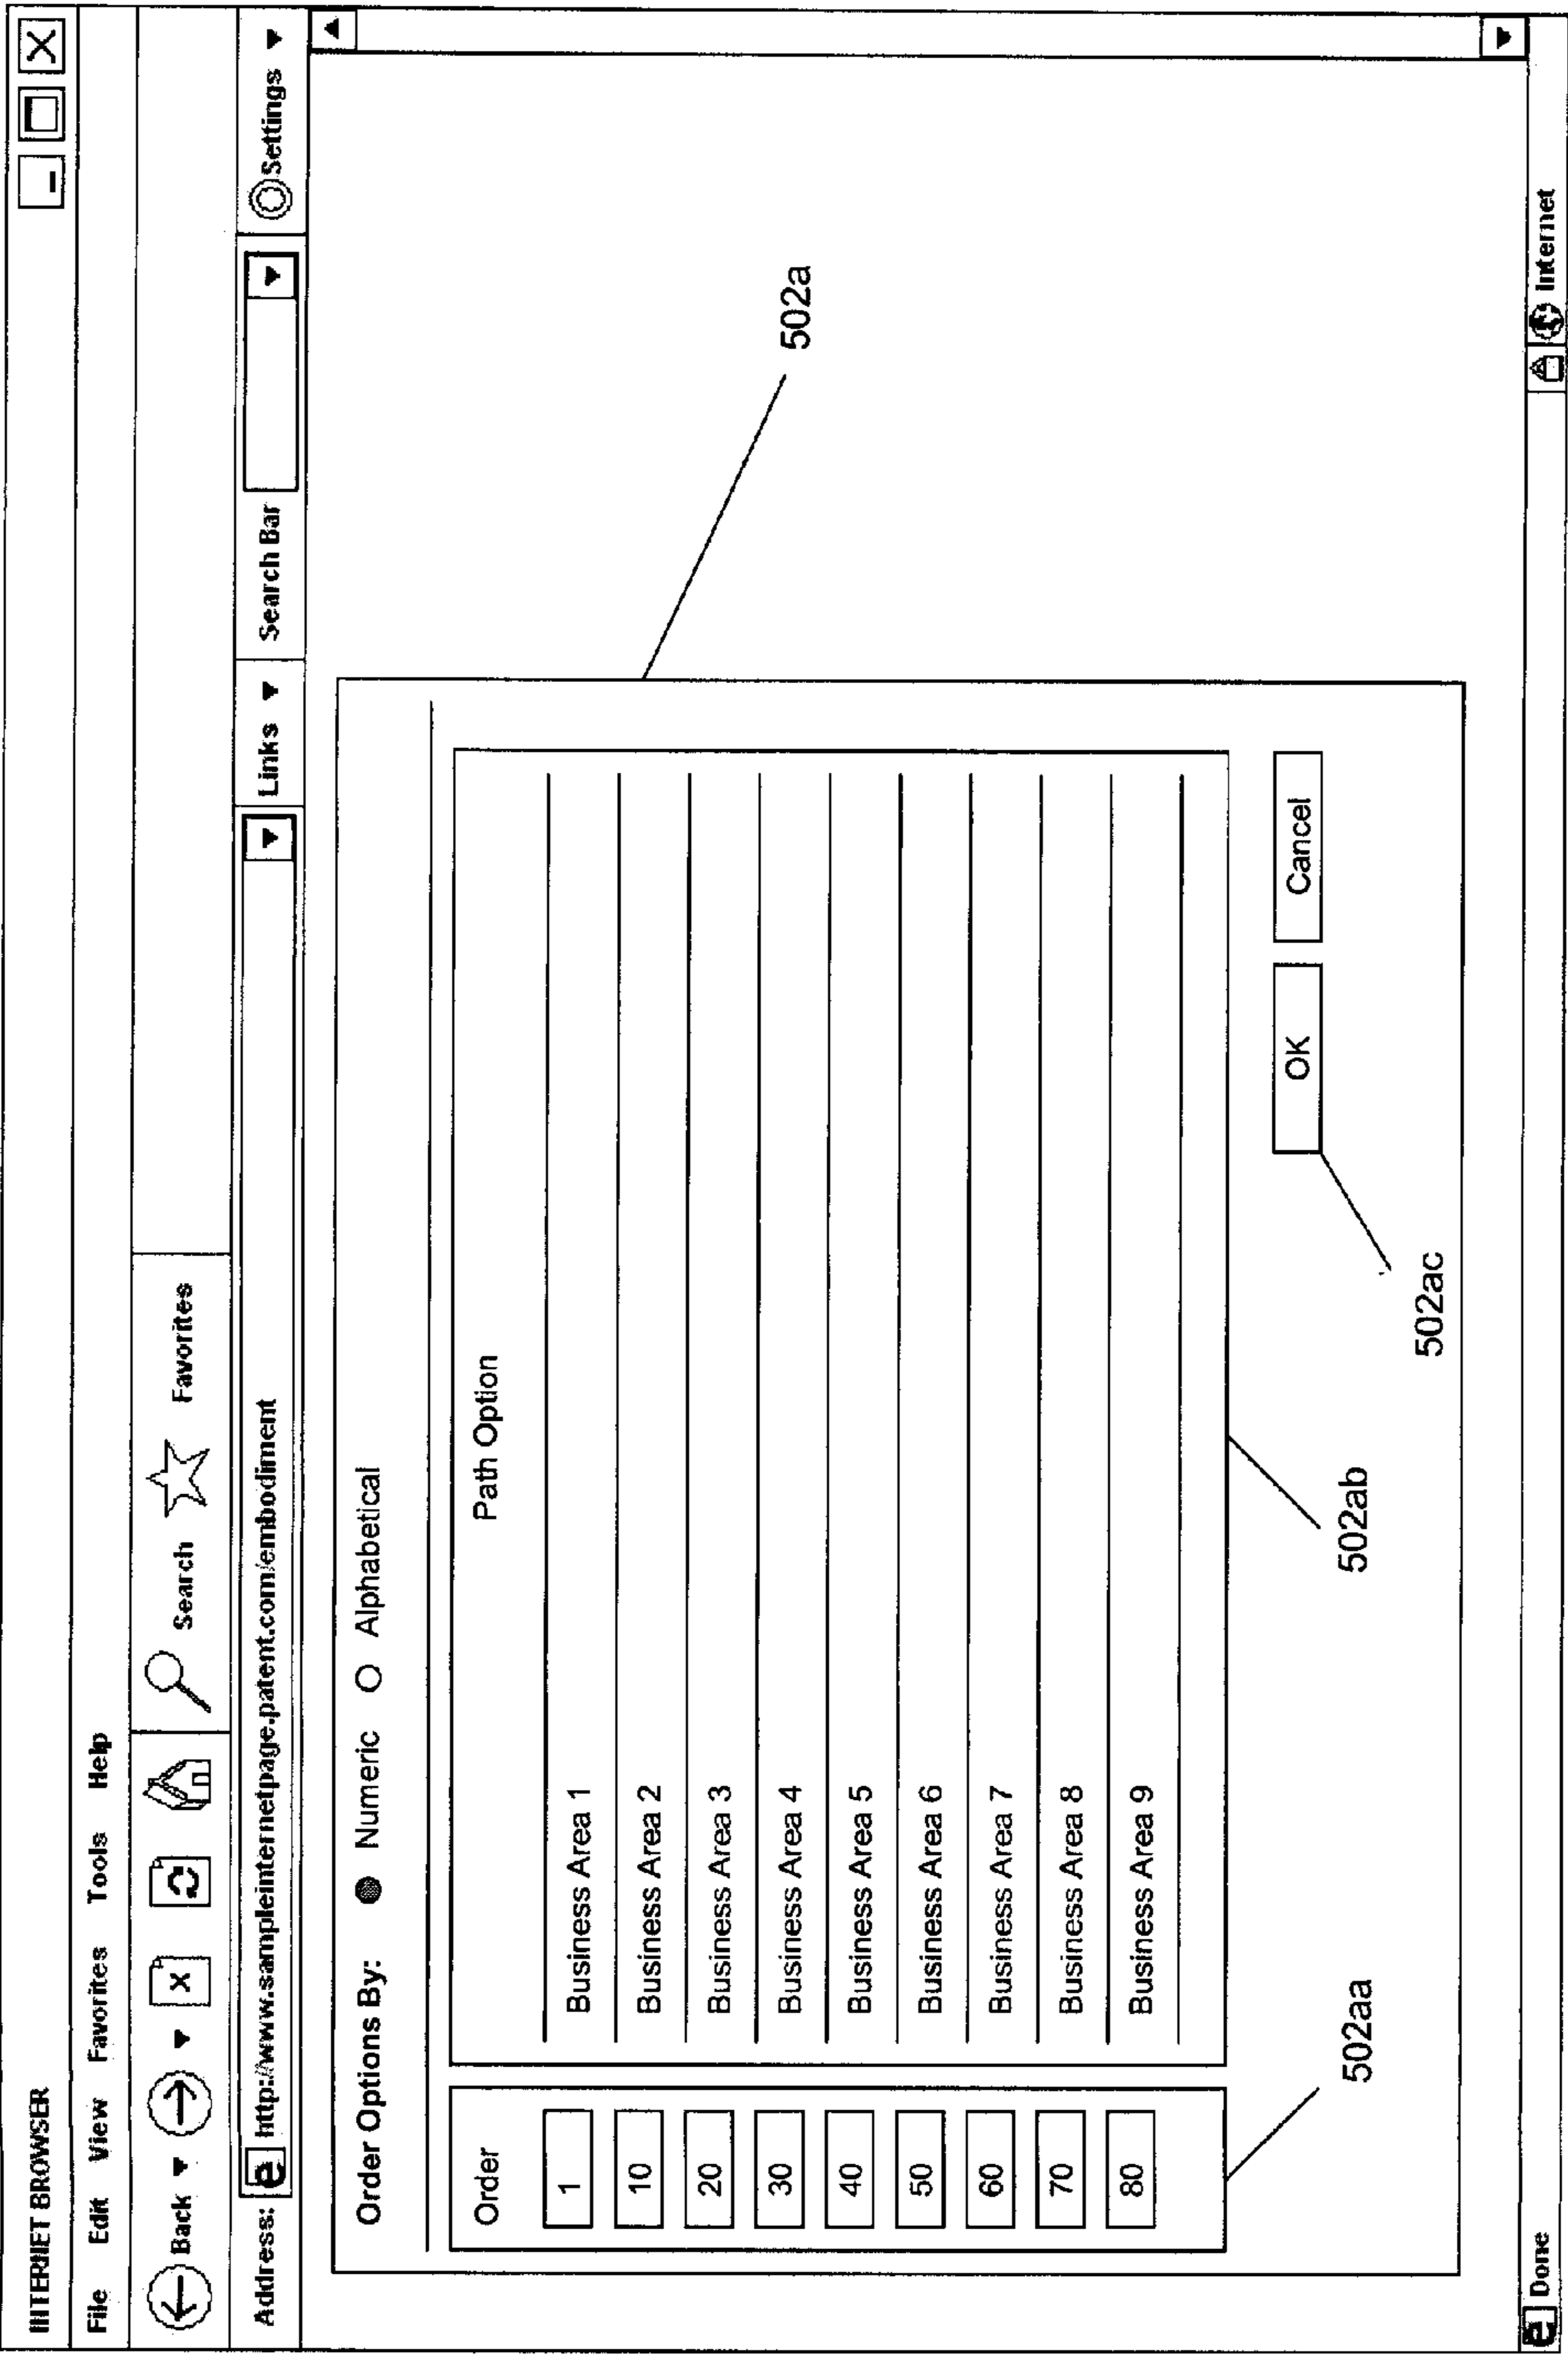 INTERNET BROWSER
File Edit View Favorites Tools Help
Back Search Favorites
Address: e http://www.sampleinternetpage.patent.com/embodiment Links Search Bar Settings
Order Options By: Numeric Alphabetical
Order Path Option
1 Business Area 1
10 Business Area 2
20 Business Area 3
30 Business Area 4
40 Business Area 5
50 Business Area 6
60 Business Area 7
70 Business Area 8
80 Business Area 9
OK Cancel
502a
502aa
502ab
502ac
e Done Internet